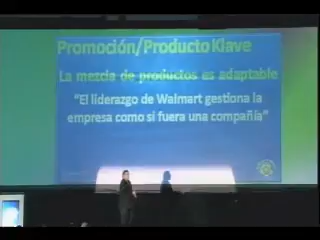 Promoción/Producto Klave
La mezcla de productos es adaptable
"El liderazgo de Walmart gestiona la
empresa como si fuera una compañía"